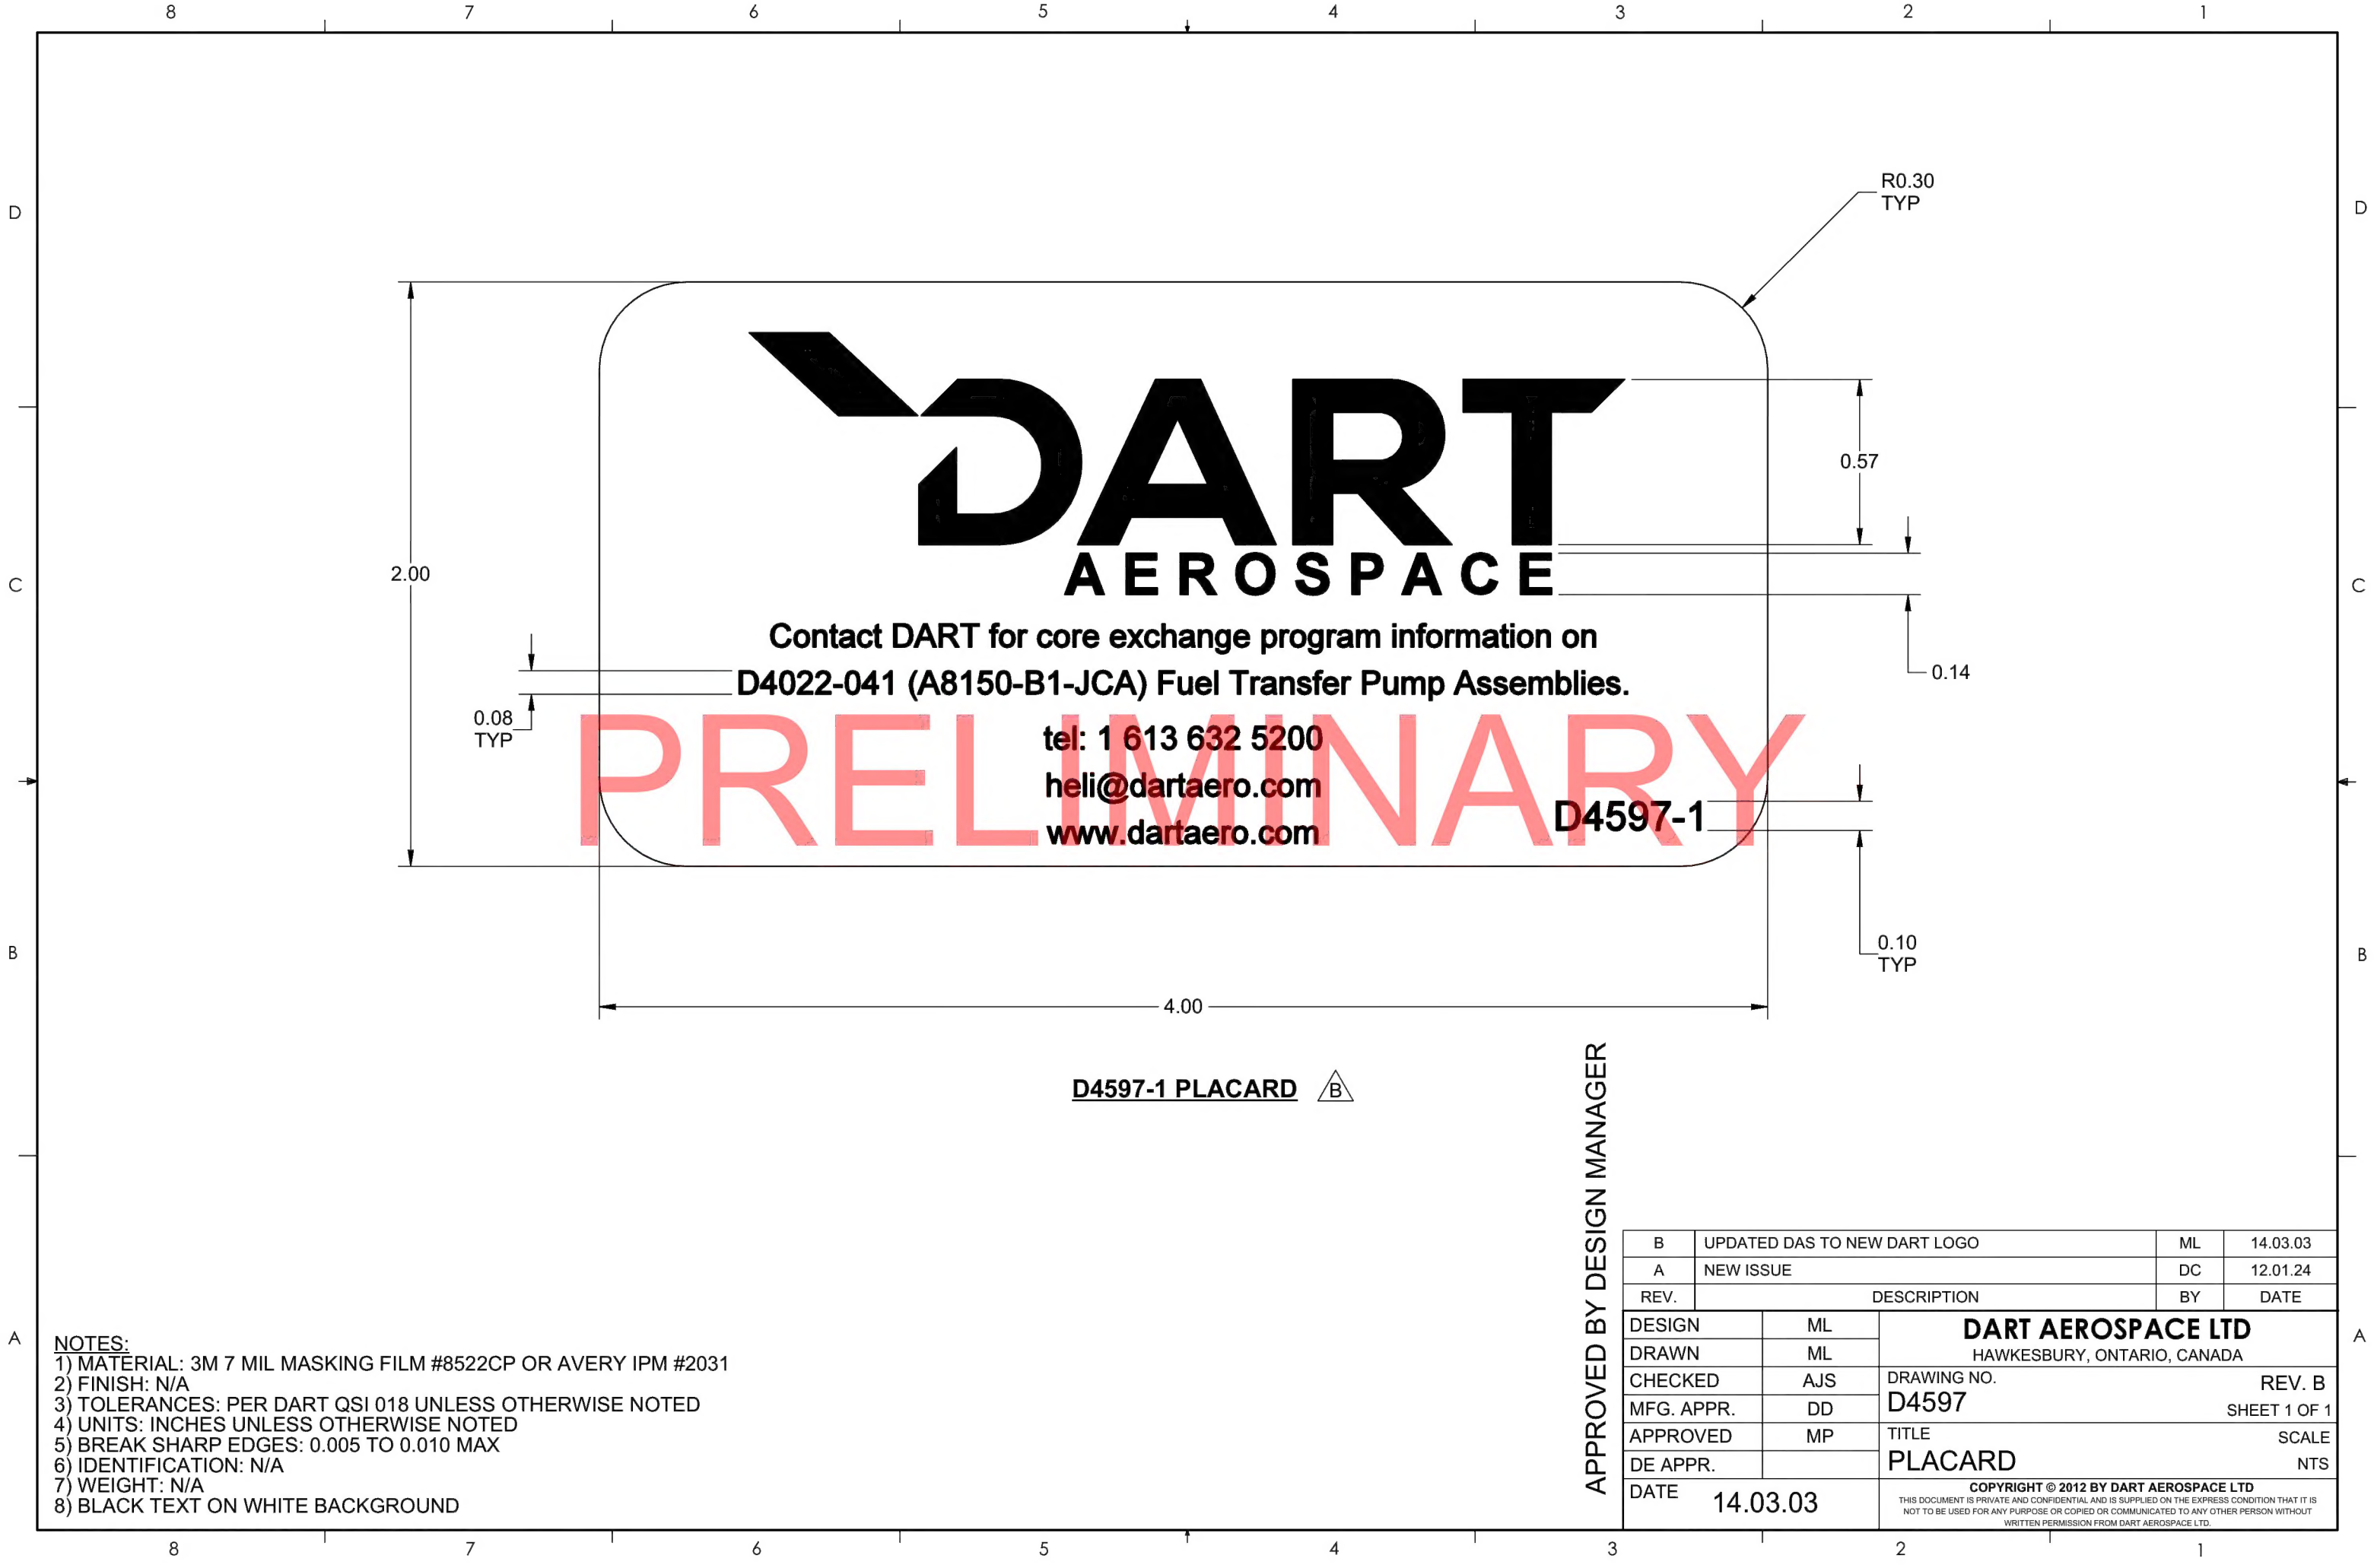 8 7 6 5 4 3 2 1
D D
R0.30
TYP
DART
0.57
AEROSPACE
2.00
C C
Contact DART for core exchange program information on
0.14
D4022-041 (A8150-B1-JCA) Fuel Transfer Pump Assemblies.
0.08
TYP
PRELIMINARY
tel: 1 613 632 5200
heli@dartaero.com
D4597-1
www.dartaero.com
0.10
TYP
B B
4.00
D4597-1 PLACARD B
APPROVED BY DESIGN MANAGER
B UPDATED DAS TO NEW DART LOGO ML 14.03.03
A NEW ISSUE DC 12.01.24
REV. DESCRIPTION BY DATE
A A
NOTES:
1) MATERIAL: 3M 7 MIL MASKING FILM #8522CP OR AVERY IPM #2031
2) FINISH: N/A
3) TOLERANCES: PER DART QSI 018 UNLESS OTHERWISE NOTED
4) UNITS: INCHES UNLESS OTHERWISE NOTED
5) BREAK SHARP EDGES: 0.005 TO 0.010 MAX
6) IDENTIFICATION: N/A
7) WEIGHT: N/A
8) BLACK TEXT ON WHITE BACKGROUND
DESIGN ML
DRAWN ML
CHECKED AJS
MFG. APPR. DD
APPROVED MP
DE APPR.
DATE 14.03.03
DART AEROSPACE LTD
HAWKESBURY, ONTARIO, CANADA
DRAWING NO. REV. B
D4597 SHEET 1 OF 1
TITLE SCALE
PLACARD NTS
COPYRIGHT © 2012 BY DART AEROSPACE LTD
THIS DOCUMENT IS PRIVATE AND CONFIDENTIAL AND IS SUPPLIED ON THE EXPRESS CONDITION THAT IT IS
NOT TO BE USED FOR ANY PURPOSE OR COPIED OR COMMUNICATED TO ANY OTHER PERSON WITHOUT
WRITTEN PERMISSION FROM DART AEROSPACE LTD.
8 7 6 5 4 3 2 1